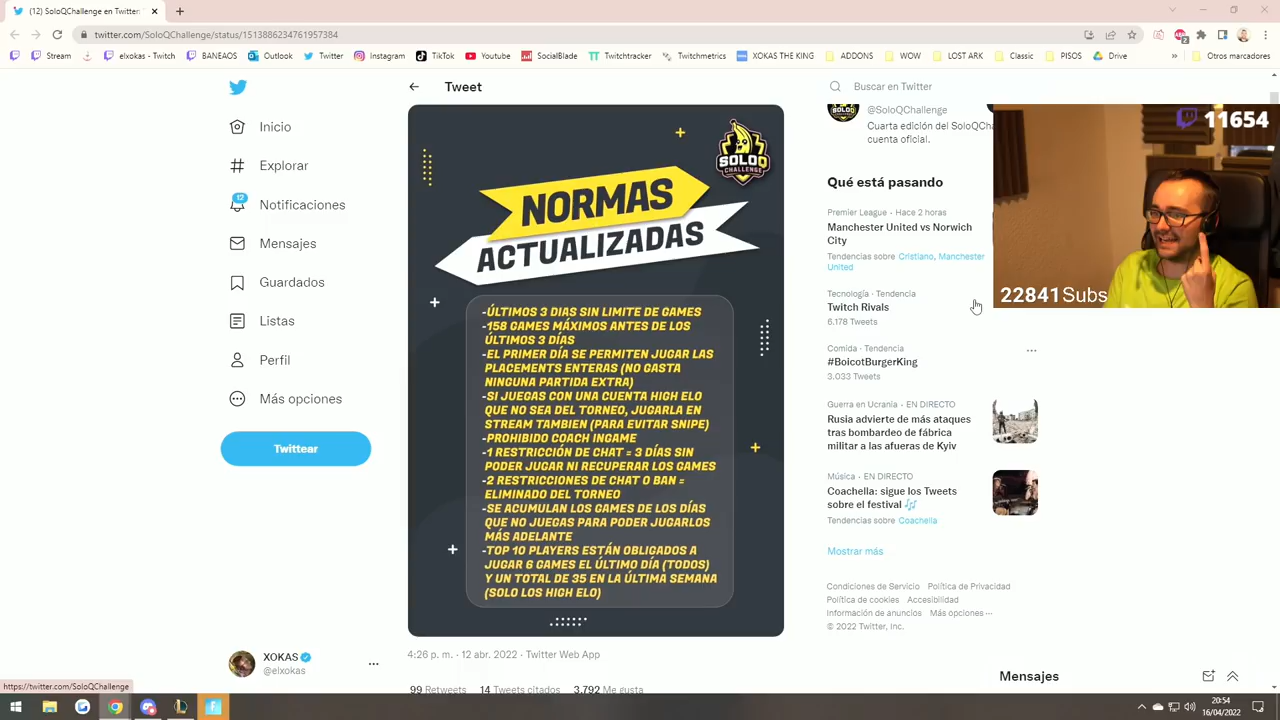 (12) SoloQChallenge en Twitter:
twitter.com/SoloQChallenge/status/1513886234761957384
Stream
elxokas - Twitch
BANEAOS
Outlook
Twitter
Instagram
TikTok
Youtube
SocialBlade
Twitchtracker
Twitchmetrics
XOKAS THE KING
ADDONS
WOW
LOST ARK
Classic
PISOS
Drive
»
Otros marcadores
Inicio
Explorar
12
Notificaciones
Mensajes
Guardados
Listas
Perfil
Más opciones
Twittear
XOKAS
@elxokas
Tweet
SOLOQ
CHALLENGE
NORMAS
ACTUALIZADAS
-ÚLTIMOS 3 DIAS SIN LIMITE DE GAMES
-158 GAMES MÁXIMOS ANTES DE LOS
ÚLTIMOS 3 DÍAS
-EL PRIMER DÍA SE PERMITEN JUGAR LAS
PLACEMENTS ENTERAS (NO GASTA
NINGUNA PARTIDA EXTRA)
-SI JUEGAS CON UNA CUENTA HIGH ELO
QUE NO SEA DEL TORNEO, JUGARLA EN
STREAM TAMBIEN (PARA EVITAR SNIPE)
-PROHIBIDO COACH INGAME
-1 RESTRICCIÓN DE CHAT = 3 DÍAS SIN
PODER JUGAR NI RECUPERAR LOS GAMES
-2 RESTRICCIONES DE CHAT O BAN =
ELIMINADO DEL TORNEO
-SE ACUMULAN LOS GAMES DE LOS DÍAS
QUE NO JUEGAS PARA PODER JUGARLOS
MÁS ADELANTE
-TOP 10 PLAYERS ESTÁN OBLIGADOS A
JUGAR 6 GAMES EL ÚLTIMO DÍA (TODOS)
Y UN TOTAL DE 35 EN LA ÚLTIMA SEMANA
(SOLO LOS HIGH ELO)
4:26 p. m. · 12 abr. 2022 · Twitter Web App
99 Retweets 14 Tweets citados 3.792 Me gusta
Buscar en Twitter
@SoloQChallenge
Cuarta edición del SoloQCha
cuenta oficial.
11654
22841 Subs
Qué está pasando
Premier League · Hace 2 horas
Manchester United vs Norwich
City
Tendencias sobre Cristiano, Manchester
United
Tecnología · Tendencia
Twitch Rivals
6.178 Tweets
Comida · Tendencia
#BoicotBurgerKing
3.033 Tweets
Guerra en Ucrania · EN DIRECTO
Rusia advierte de más ataques
tras bombardeo de fábrica
militar a las afueras de Kyiv
Música · EN DIRECTO
Coachella: sigue los Tweets
sobre el festival
Tendencias sobre Coachella
Mostrar más
Condiciones de Servicio Política de Privacidad
Política de cookies Accesibilidad
Información de anuncios Más opciones ···
© 2022 Twitter, Inc.
Mensajes
https://twitter.com/SoloQChallenge
20:54
16/04/2022